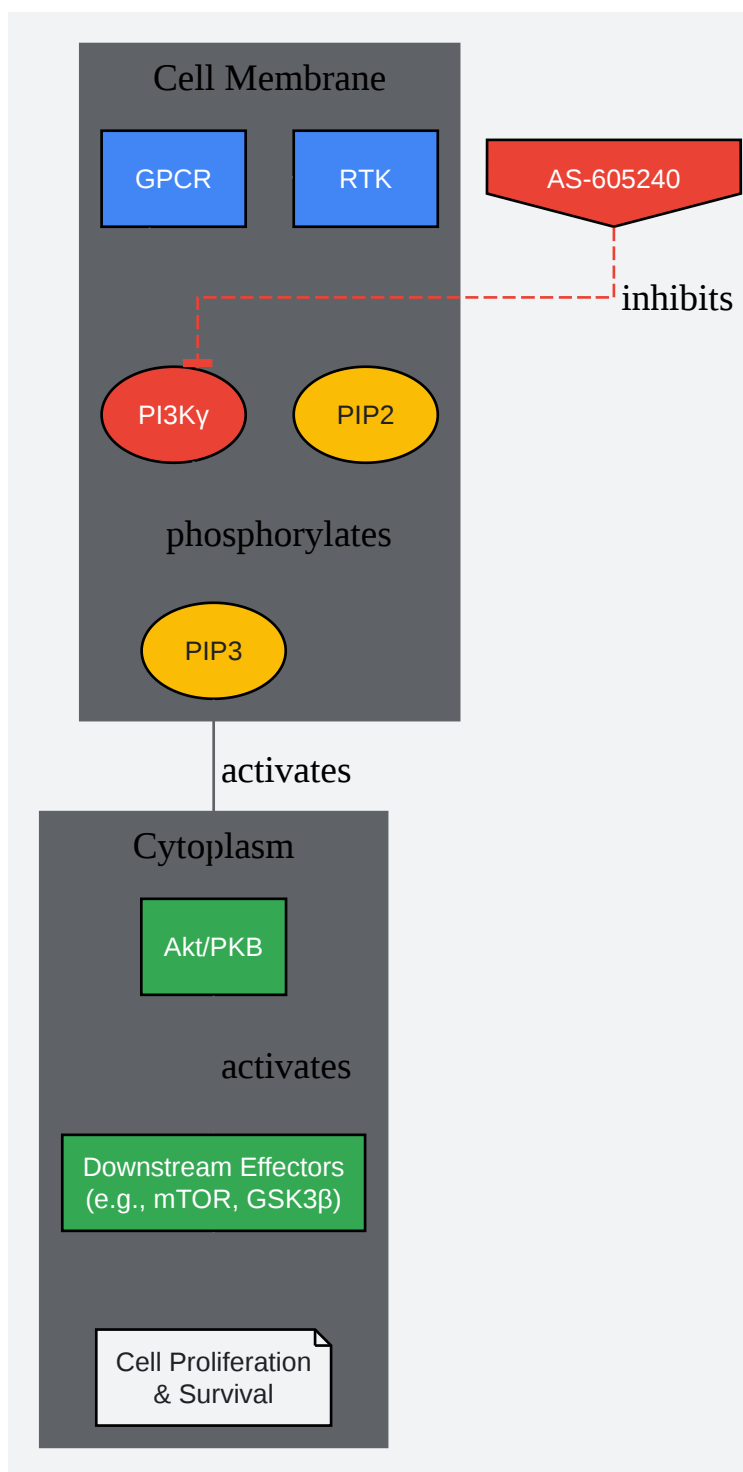 Cell Membrane
GPCR
RTK
AS-605240
inhibits
PI3Kγ
PIP2
phosphorylates
PIP3
activates
Cytoplasm
Akt/PKB
activates
Downstream Effectors
(e.g., mTOR, GSK3β)
Cell Proliferation
& Survival